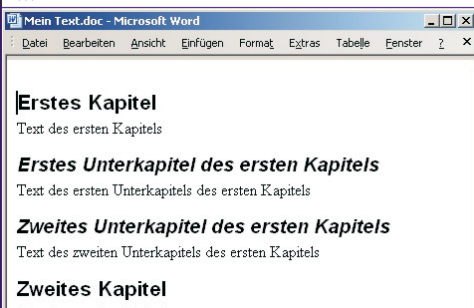 Mein Text.doc - Microsoft Word
Datei Bearbeiten Ansicht Einfügen Format Extras Tabelle Fenster ?
Erstes Kapitel
Text des ersten Kapitels
Erstes Unterkapitel des ersten Kapitels
Text des ersten Unterkapitels des ersten Kapitels
Zweites Unterkapitel des ersten Kapitels
Text des zweiten Unterkapitels des ersten Kapitels
Zweites Kapitel